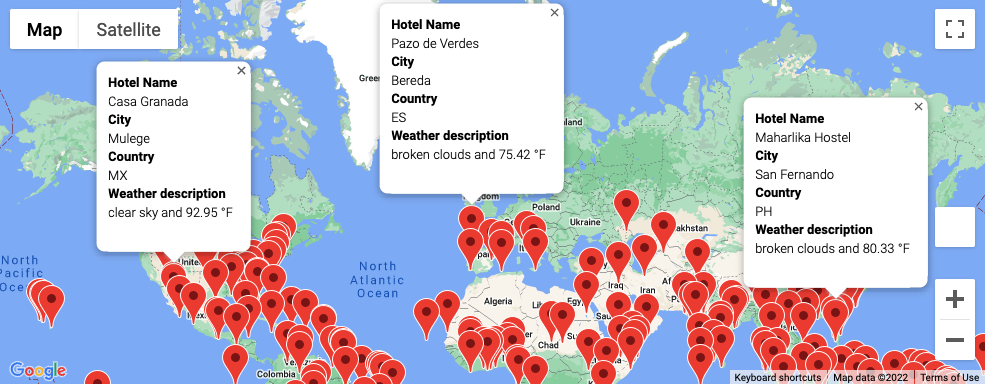 Map
Satellite
Hotel Name
Casa Granada
City
Mulege
Country
MX
Weather description
clear sky and 92.95 °F
Hotel Name
Pazo de Verdes
City
Bereda
Country
ES
Weather description
broken clouds and 75.42 °F
Hotel Name
Maharlika Hostel
City
San Fernando
Country
PH
Weather description
broken clouds and 80.33 °F
Poland
Ukraine
North
Atlantic
Ocean
North
Pacific
Algeria
Iraq
Iran
Chad
Colombia
Google
Keyboard shortcuts
Map data ©2022
Terms of Use